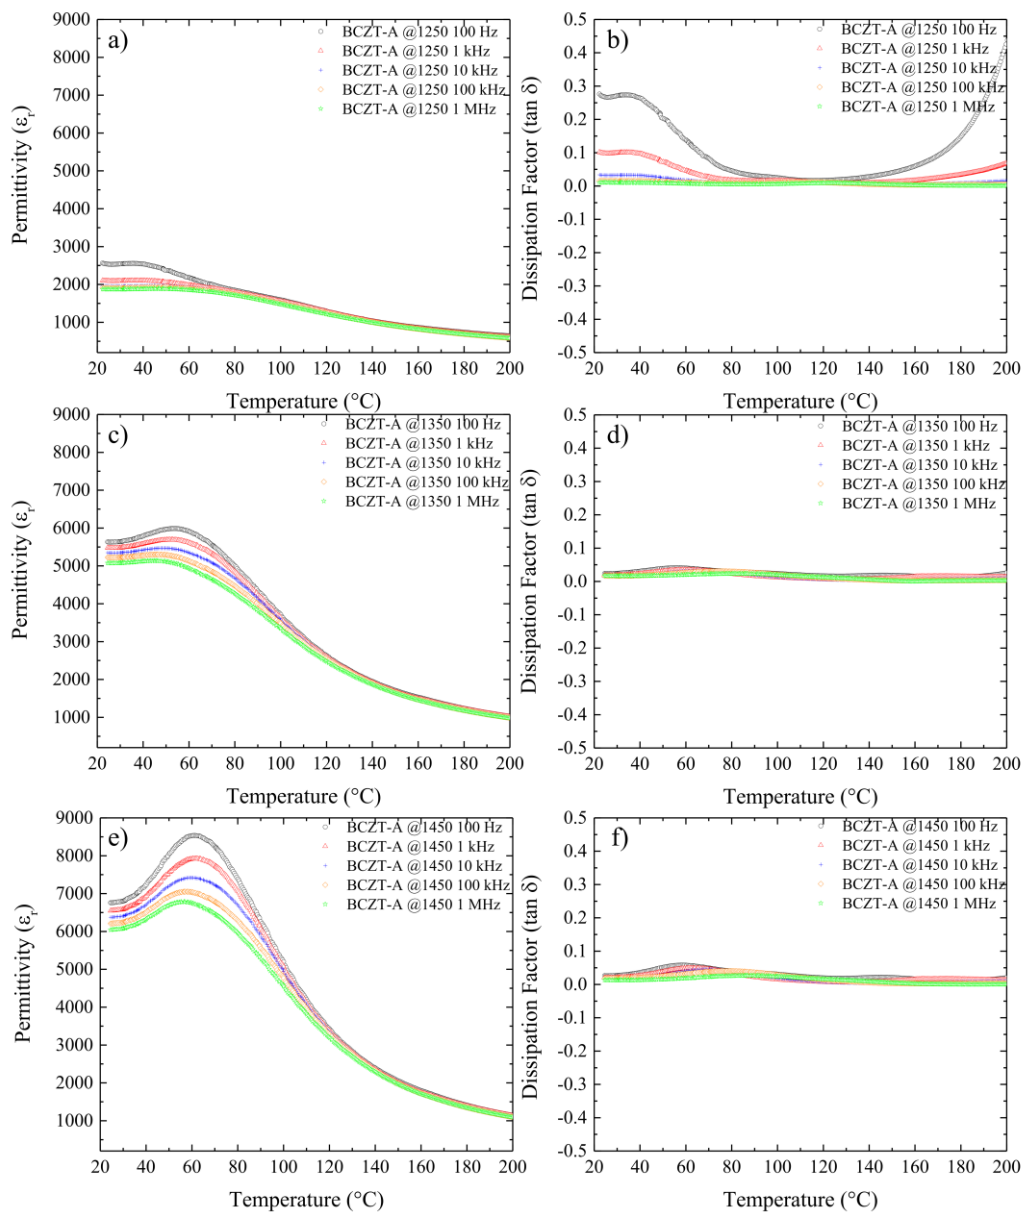 a)
BCZT-A @1250 100 Hz
BCZT-A @1250 1 kHz
BCZT-A @1250 10 kHz
BCZT-A @1250 100 kHz
BCZT-A @1250 1 MHz
9000
8000
7000
6000
5000
4000
3000
2000
1000
Permittivity (εr)
20 40 60 80 100 120 140 160 180 200
Temperature (°C)
b)
BCZT-A @1250 100 Hz
BCZT-A @1250 1 kHz
BCZT-A @1250 10 kHz
BCZT-A @1250 100 kHz
BCZT-A @1250 1 MHz
0.5
0.4
0.3
0.2
0.1
0.0
-0.1
-0.2
-0.3
-0.4
-0.5
Dissipation Factor (tan δ)
20 40 60 80 100 120 140 160 180 200
Temperature (°C)
c)
BCZT-A @1350 100 Hz
BCZT-A @1350 1 kHz
BCZT-A @1350 10 kHz
BCZT-A @1350 100 kHz
BCZT-A @1350 1 MHz
9000
8000
7000
6000
5000
4000
3000
2000
1000
Permittivity (εr)
20 40 60 80 100 120 140 160 180 200
Temperature (°C)
d)
BCZT-A @1350 100 Hz
BCZT-A @1350 1 kHz
BCZT-A @1350 10 kHz
BCZT-A @1350 100 kHz
BCZT-A @1350 1 MHz
0.5
0.4
0.3
0.2
0.1
0.0
-0.1
-0.2
-0.3
-0.4
-0.5
Dissipation Factor (tan δ)
20 40 60 80 100 120 140 160 180 200
Temperature (°C)
e)
BCZT-A @1450 100 Hz
BCZT-A @1450 1 kHz
BCZT-A @1450 10 kHz
BCZT-A @1450 100 kHz
BCZT-A @1450 1 MHz
9000
8000
7000
6000
5000
4000
3000
2000
1000
Permittivity (εr)
20 40 60 80 100 120 140 160 180 200
Temperature (°C)
f)
BCZT-A @1450 100 Hz
BCZT-A @1450 1 kHz
BCZT-A @1450 10 kHz
BCZT-A @1450 100 kHz
BCZT-A @1450 1 MHz
0.5
0.4
0.3
0.2
0.1
0.0
-0.1
-0.2
-0.3
-0.4
-0.5
Dissipation Factor (tan δ)
20 40 60 80 100 120 140 160 180 200
Temperature (°C)